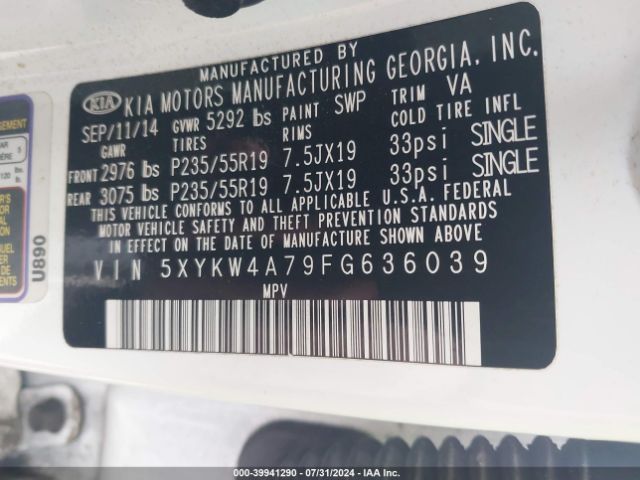 MANUFACTURED BY
KIA KIA MOTORS MANUFACTURING GEORGIA, INC.
SEP/11/14 GVWR 5292 lbs PAINT SWP TRIM VA
GAWR TIRES RIMS COLD TIRE INFL
FRONT 2976 lbs P235/55R19 7.5JX19 33psi SINGLE
REAR 3075 lbs P235/55R19 7.5JX19 33psi SINGLE
THIS VEHICLE CONFORMS TO ALL APPLICABLE U.S.A. FEDERAL
MOTOR VEHICLE SAFETY AND THEFT PREVENTION STANDARDS
IN EFFECT ON THE DATE OF MANUFACTURE SHOWN ABOVE.
VIN 5XYKW4A79FG636039
MPV
U890
000-39941290 - 07/31/2024 - IAA Inc.